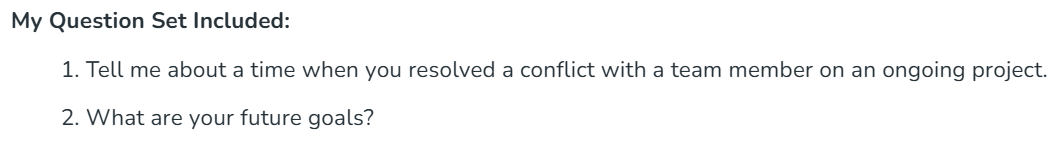 My Question Set Included:
1. Tell me about a time when you resolved a conflict with a team member on an ongoing project.
2. What are your future goals?